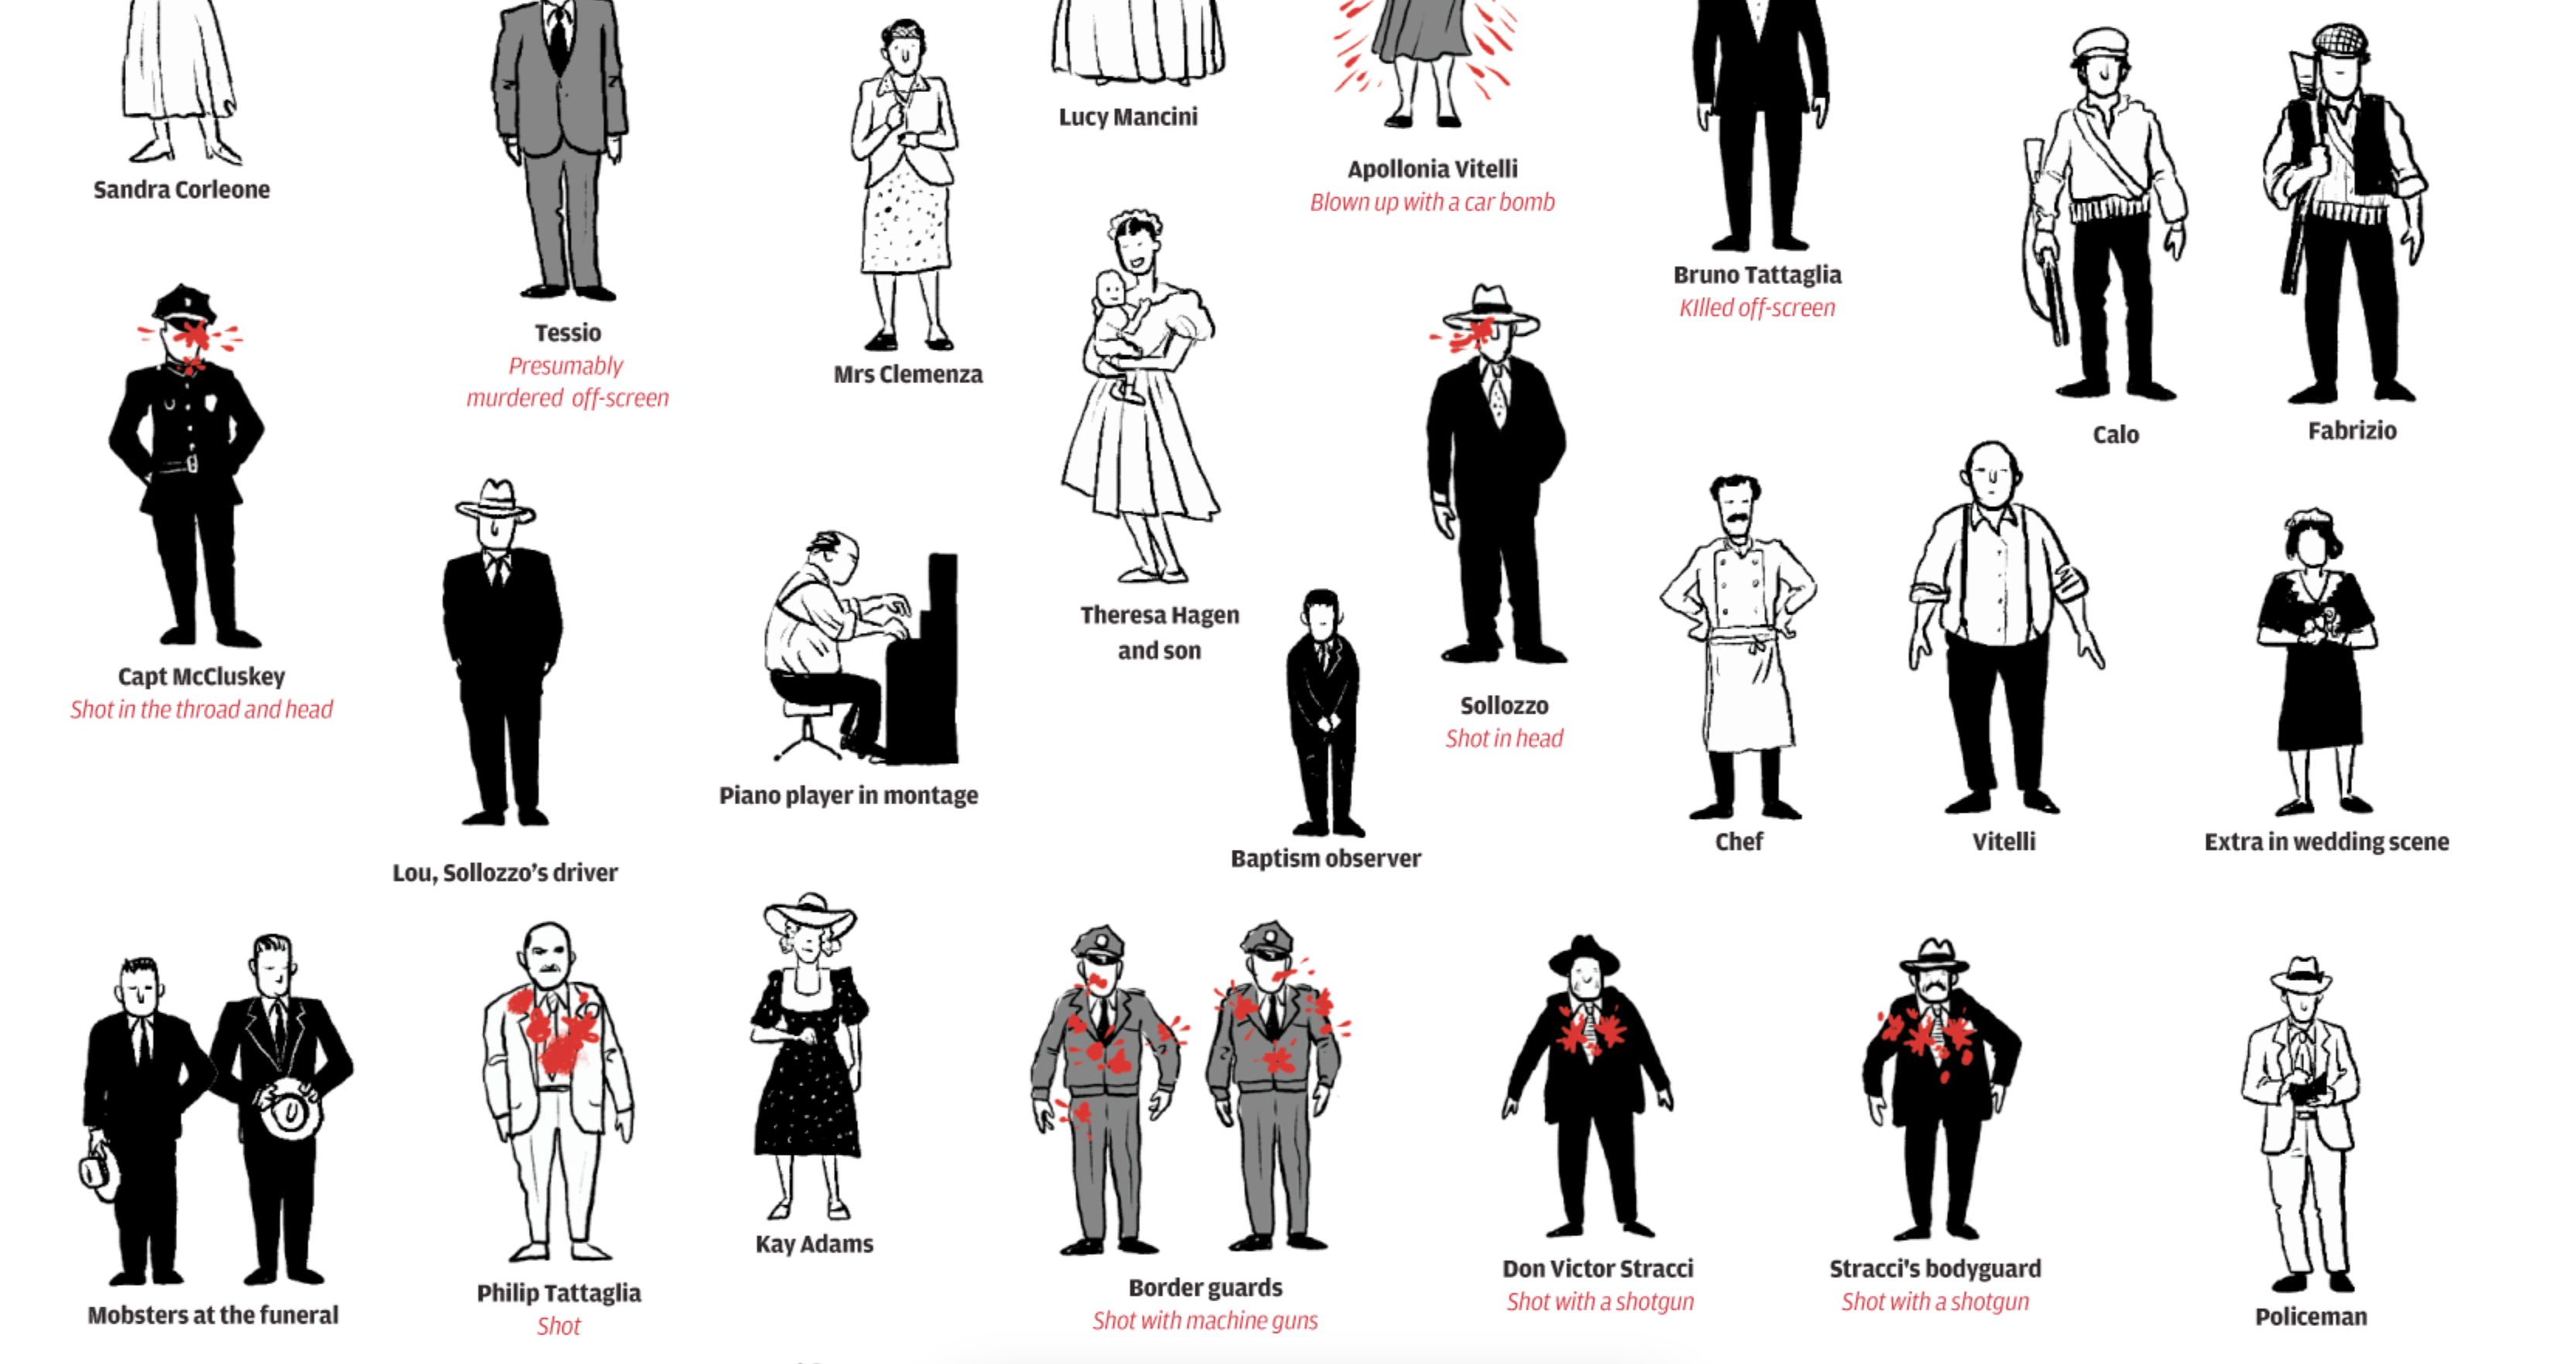 Lucy Mancini
Sandra Corleone
Apollonia Vitelli
Blown up with a car bomb
Bruno Tattaglia
KIlled off-screen
Tessio
Presumably
murdered off-screen
Mrs Clemenza
Calo
Fabrizio
Theresa Hagen
and son
Capt McCluskey
Shot in the throad and head
Sollozzo
Shot in head
Piano player in montage
Lou, Sollozzo's driver
Baptism observer
Chef
Vitelli
Extra in wedding scene
Mobsters at the funeral
Philip Tattaglia
Shot
Kay Adams
Border guards
Shot with machine guns
Don Victor Stracci
Shot with a shotgun
Stracci's bodyguard
Shot with a shotgun
Policeman